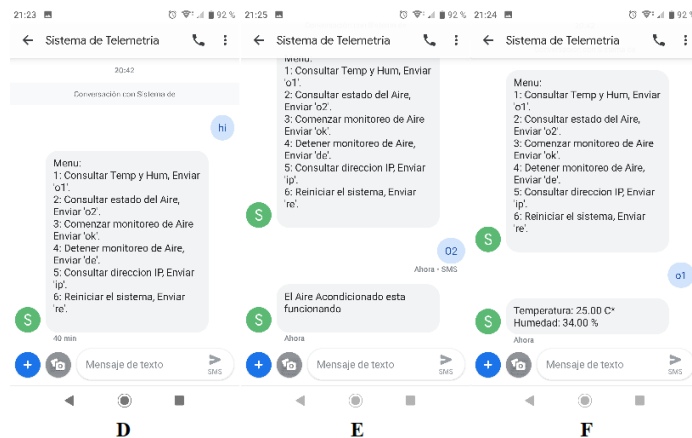 21:23 92 %
Sistema de Telemetria
20:42
Conversación con Sistema de
hi
Menu:
1: Consultar Temp y Hum, Enviar
'o1'.
2: Consultar estado del Aire,
Enviar 'o2'.
3: Comenzar monitoreo de Aire
Enviar 'ok'.
4: Detener monitoreo de Aire,
Enviar 'de'.
5: Consultar direccion IP, Enviar
'ip'.
6: Reiniciar el sistema, Enviar
're'.
S
40 min
Mensaje de texto
SMS
D
21:25 92 %
Sistema de Telemetria
Menu:
1: Consultar Temp y Hum, Enviar
'o1'.
2: Consultar estado del Aire,
Enviar 'o2'.
3: Comenzar monitoreo de Aire
Enviar 'ok'.
4: Detener monitoreo de Aire,
Enviar 'de'.
5: Consultar direccion IP, Enviar
'ip'.
6: Reiniciar el sistema, Enviar
're'.
S
O2
Ahora • SMS
El Aire Acondicionado esta
funcionando
S
Ahora
Mensaje de texto
SMS
E
21:24 92 %
Sistema de Telemetria
Menu:
1: Consultar Temp y Hum, Enviar
'o1'.
2: Consultar estado del Aire,
Enviar 'o2'.
3: Comenzar monitoreo de Aire
Enviar 'ok'.
4: Detener monitoreo de Aire,
Enviar 'de'.
5: Consultar direccion IP, Enviar
'ip'.
6: Reiniciar el sistema, Enviar
're'.
S
o1
Temperatura: 25.00 C*
Humedad: 34.00 %
S
Ahora
Mensaje de texto
SMS
F